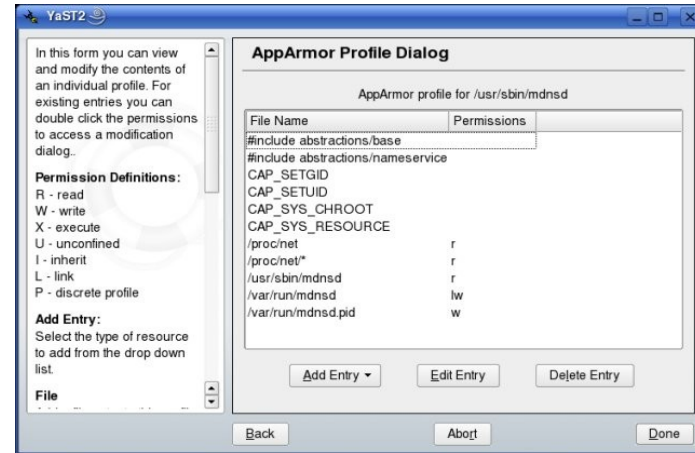 YaST2
In this form you can view
and modify the contents of
an individual profile. For
existing entries you can
double click the permissions
to access a modification
dialog..
Permission Definitions:
R - read
W - write
X - execute
U - unconfined
I - inherit
L - link
P - discrete profile
Add Entry:
Select the type of resource
to add from the drop down
list.
File
AppArmor Profile Dialog
AppArmor profile for /usr/sbin/mdnsd
File Name Permissions
#include abstractions/base
#include abstractions/nameservice
CAP_SETGID
CAP_SETUID
CAP_SYS_CHROOT
CAP_SYS_RESOURCE
/proc/net r
/proc/net/* r
/usr/sbin/mdnsd r
/var/run/mdnsd lw
/var/run/mdnsd.pid w
Add Entry Edit Entry Delete Entry
Back Abort Done